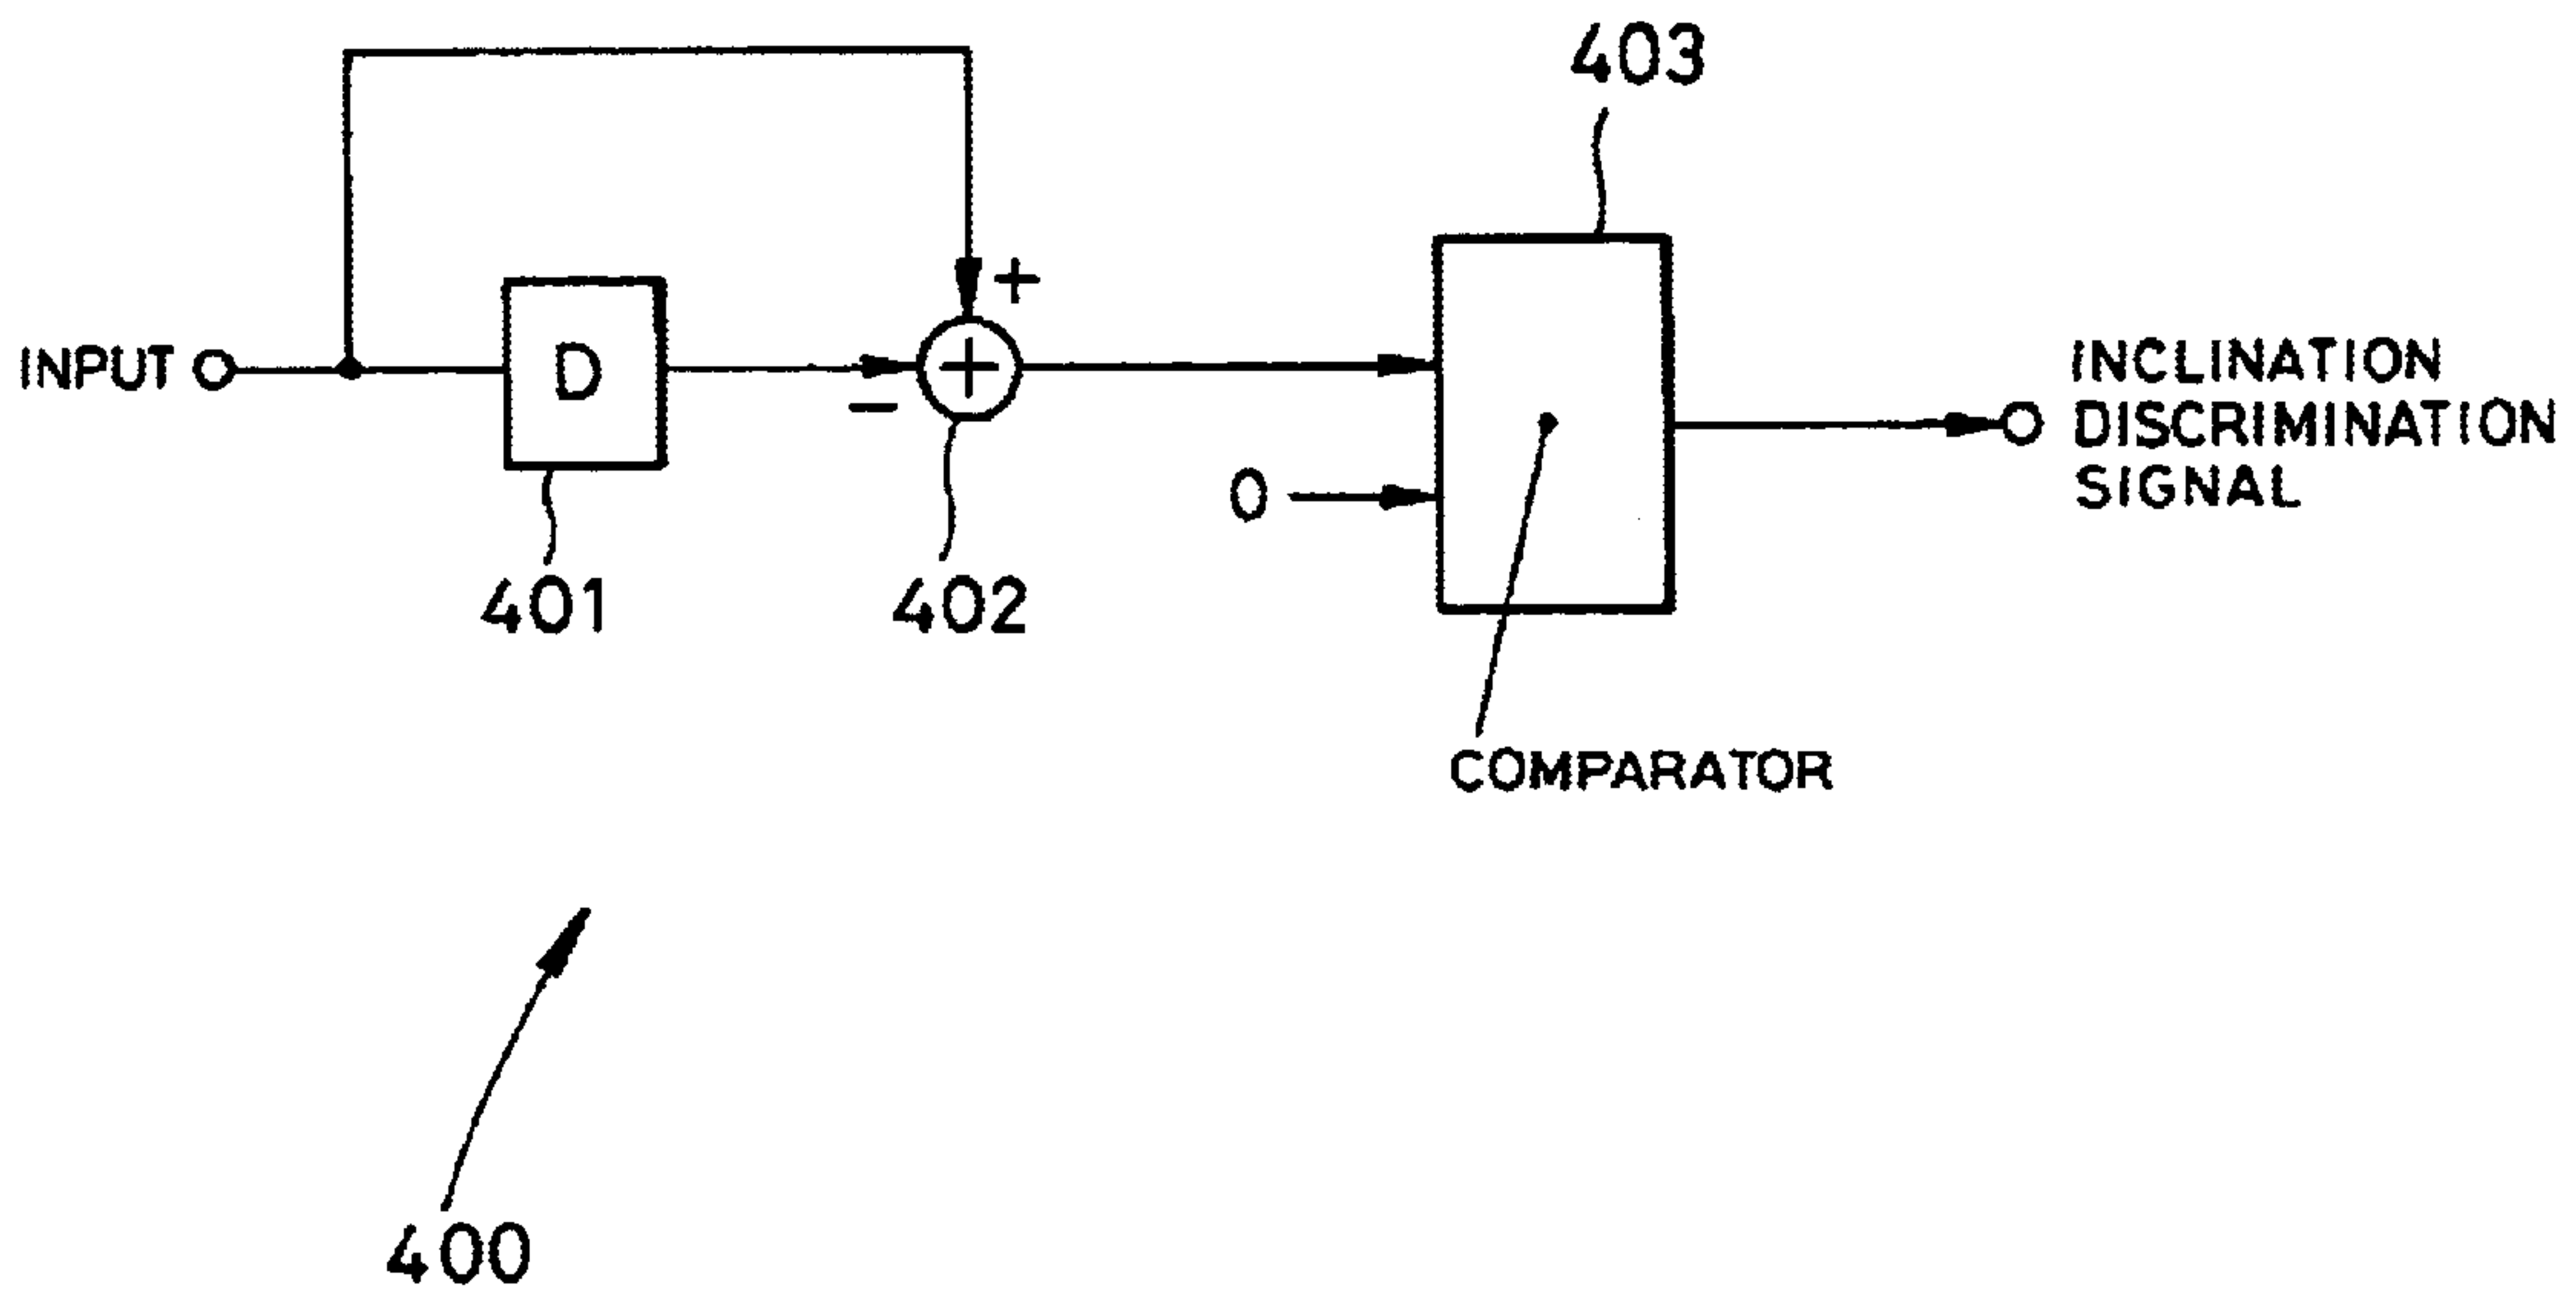 403
+
INPUT
D
+
−
INCLINATION
DISCRIMINATION
SIGNAL
0
401
402
COMPARATOR
400